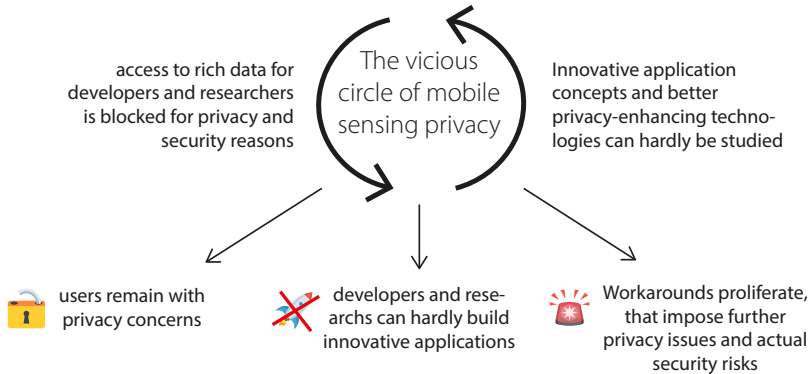 The vicious
circle of mobile
sensing privacy
access to rich data for
developers and researchers
is blocked for privacy and
security reasons
Innovative application
concepts and better
privacy-enhancing techno-
logies can hardly be studied
users remain with
privacy concerns
developers and rese-
archs can hardly build
innovative applications
Workarounds proliferate,
that impose further
privacy issues and actual
security risks